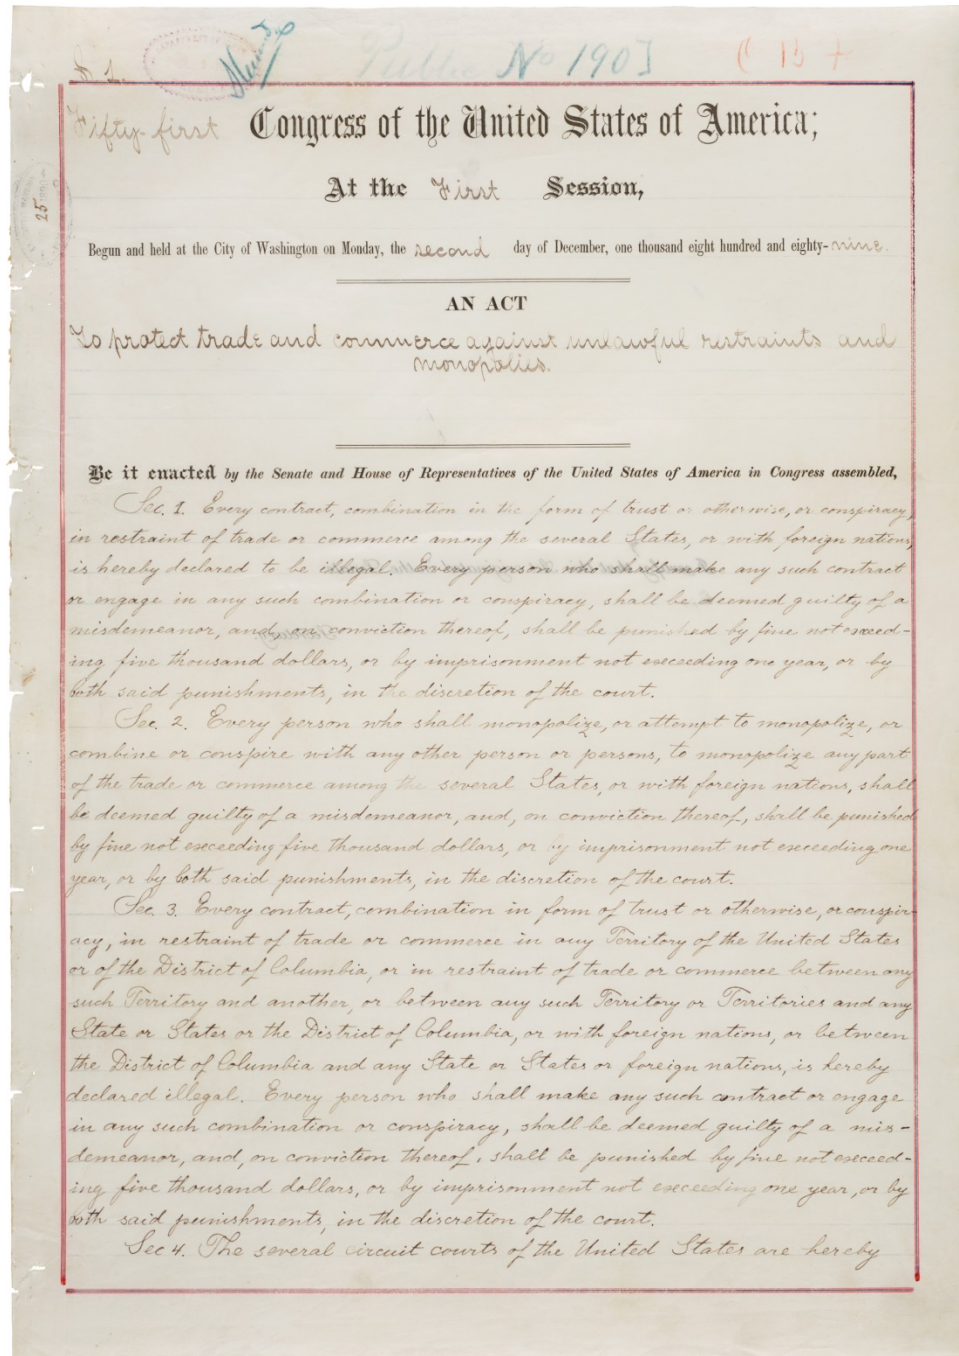 S. 1.
Public No 190]
Fifty-first Congress of the United States of America;
At the First Session,
Begun and held at the City of Washington on Monday, the second day of December, one thousand eight hundred and eighty-nine.
AN ACT
To protect trade and commerce against unlawful restraints and
monopolies.
Be it enacted by the Senate and House of Representatives of the United States of America in Congress assembled,
Sec. 1. Every contract, combination in the form of trust or otherwise, or conspiracy,
in restraint of trade or commerce among the several States, or with foreign nations,
is hereby declared to be illegal. Every person who shall make any such contract
or engage in any such combination or conspiracy, shall be deemed guilty of a
misdemeanor, and, on conviction thereof, shall be punished by fine not exceed-
ing five thousand dollars, or by imprisonment not exceeding one year, or by
both said punishments, in the discretion of the court.
Sec. 2. Every person who shall monopolize, or attempt to monopolize, or
combine or conspire with any other person or persons, to monopolize any part
of the trade or commerce among the several States, or with foreign nations, shall
be deemed guilty of a misdemeanor, and, on conviction thereof, shall be punished
by fine not exceeding five thousand dollars, or by imprisonment not exceeding one
year, or by both said punishments, in the discretion of the court.
Sec. 3. Every contract, combination in form of trust or otherwise, or conspir-
acy, in restraint of trade or commerce in any Territory of the United States
or of the District of Columbia, or in restraint of trade or commerce between any
such Territory and another, or between any such Territory or Territories and any
State or States or the District of Columbia, or with foreign nations, or between
the District of Columbia and any State or States or foreign nations, is hereby
declared illegal. Every person who shall make any such contract or engage
in any such combination or conspiracy, shall be deemed guilty of a mis-
demeanor, and, on conviction thereof, shall be punished by fine not exceed-
ing five thousand dollars, or by imprisonment not exceeding one year, or by
both said punishments, in the discretion of the court.
Sec 4. The several circuit courts of the United States are hereby
25